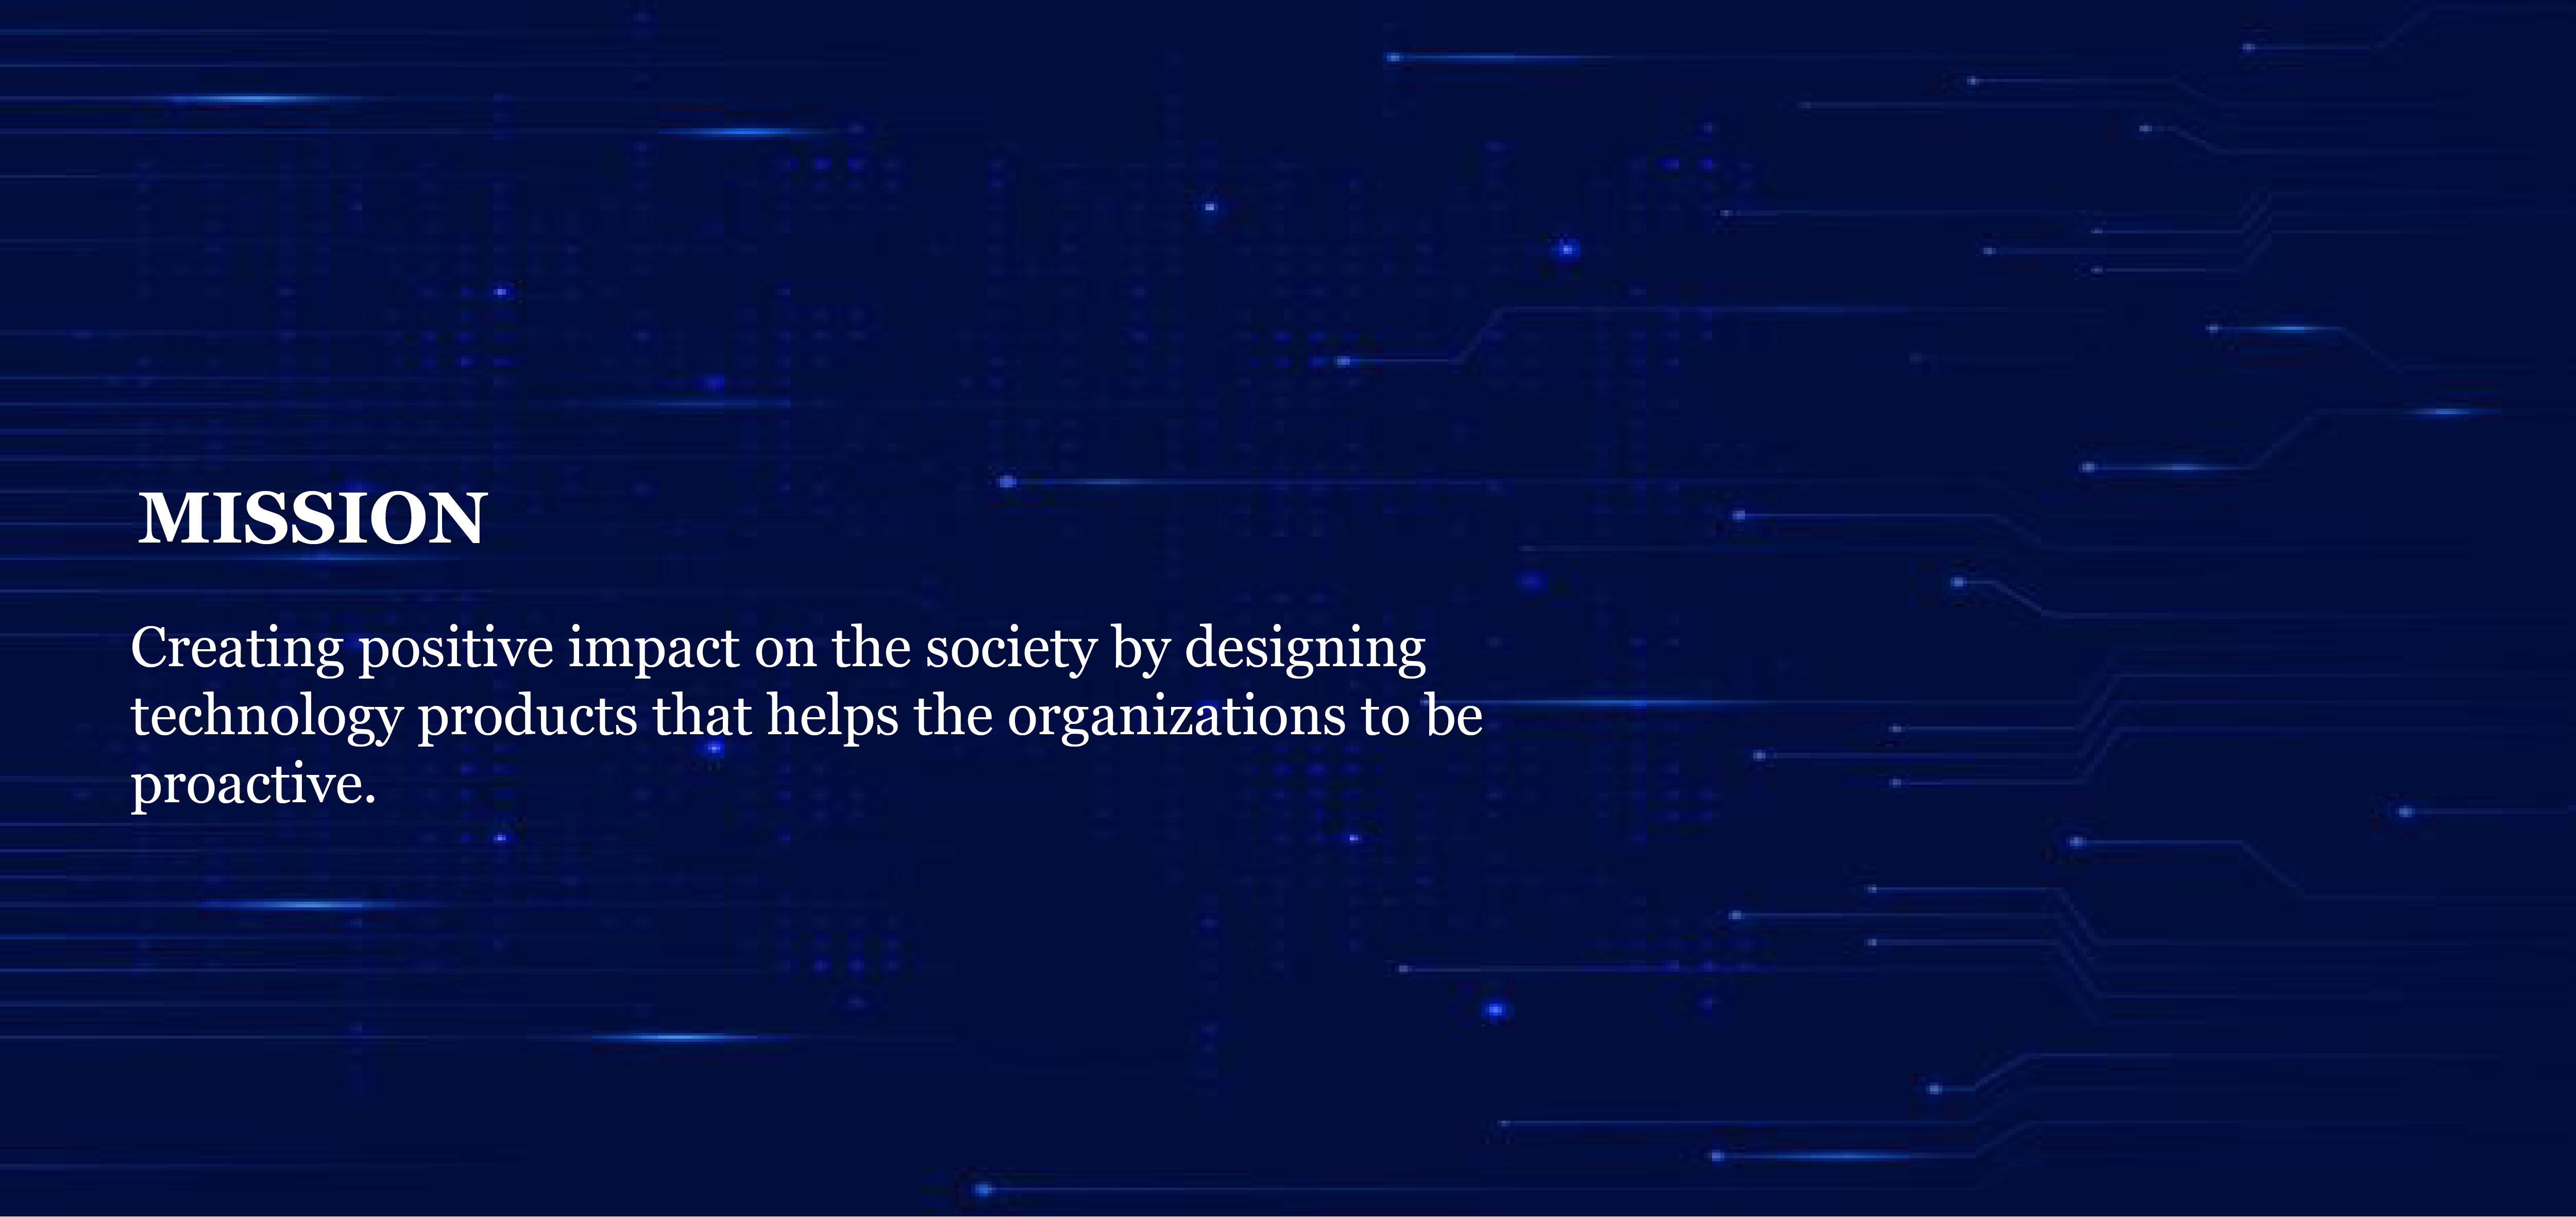 MISSION
Creating positive impact on the society by designing
technology products that helps the organizations to be
proactive.